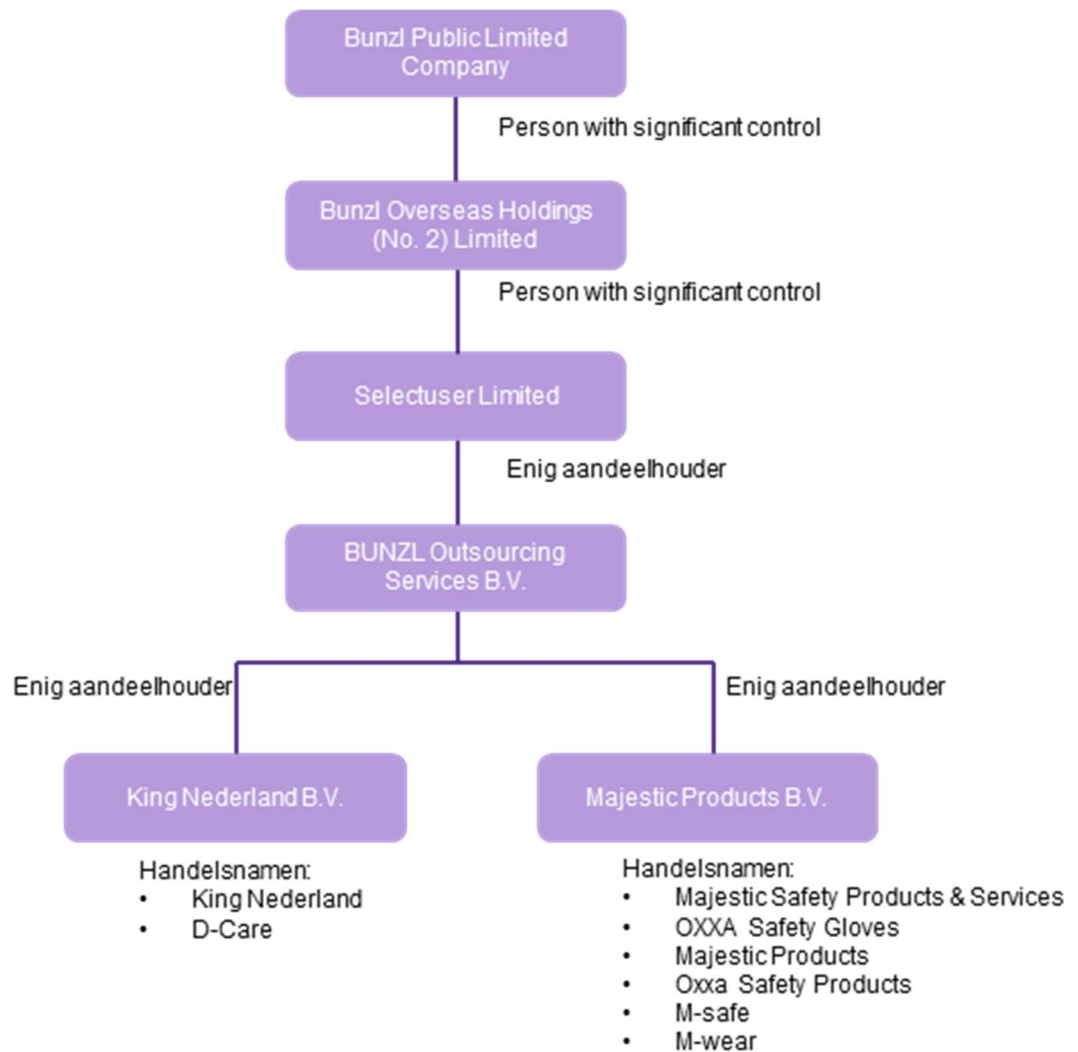 Bunzl Public Limited
Company
Person with significant control
Bunzl Overseas Holdings
(No. 2) Limited
Person with significant control
Selectuser Limited
Enig aandeelhouder
BUNZL Outsourcing
Services B.V.
Enig aandeelhouder
Enig aandeelhouder
King Nederland B.V.
Majestic Products B.V.
Handelsnamen:
• King Nederland
• D-Care
Handelsnamen:
• Majestic Safety Products & Services
• OXXA Safety Gloves
• Majestic Products
• Oxxa Safety Products
• M-safe
• M-wear